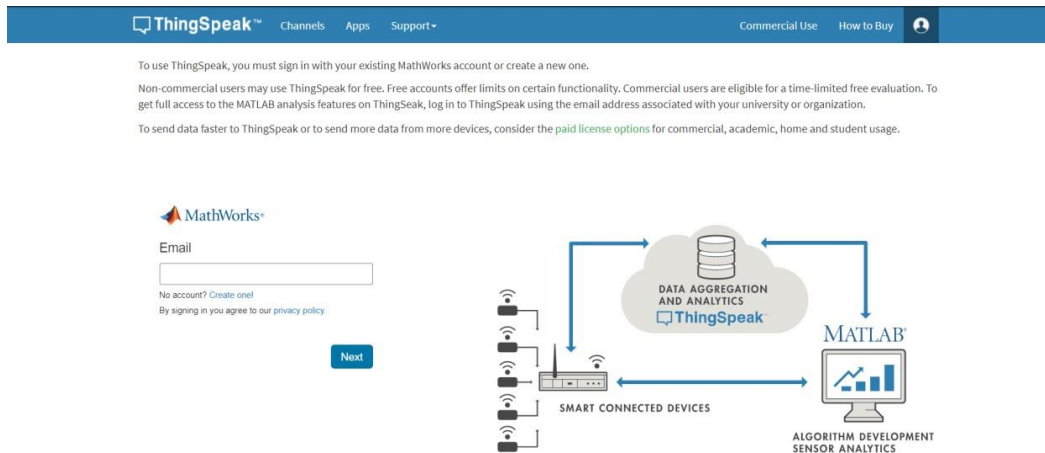 ThingSpeak™ Channels Apps Support Commercial Use How to Buy
To use ThingSpeak, you must sign in with your existing MathWorks account or create a new one.
Non-commercial users may use ThingSpeak for free. Free accounts offer limits on certain functionality. Commercial users are eligible for a time-limited free evaluation. To
get full access to the MATLAB analysis features on ThingSeak, log in to ThingSpeak using the email address associated with your university or organization.
To send data faster to ThingSpeak or to send more data from more devices, consider the paid license options for commercial, academic, home and student usage.
MathWorks®
Email
No account? Create one!
By signing in you agree to our privacy policy.
Next
DATA AGGREGATION
AND ANALYTICS
ThingSpeak™
SMART CONNECTED DEVICES
MATLAB®
ALGORITHM DEVELOPMENT
SENSOR ANALYTICS